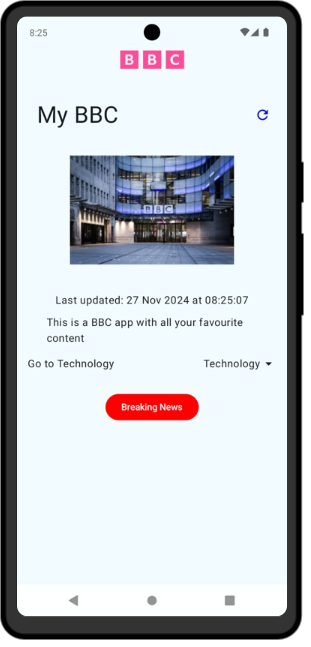 8:25
BBC
My BBC
BBC
Last updated: 27 Nov 2024 at 08:25:07
This is a BBC app with all your favourite
content
Go to Technology
Technology
Breaking News